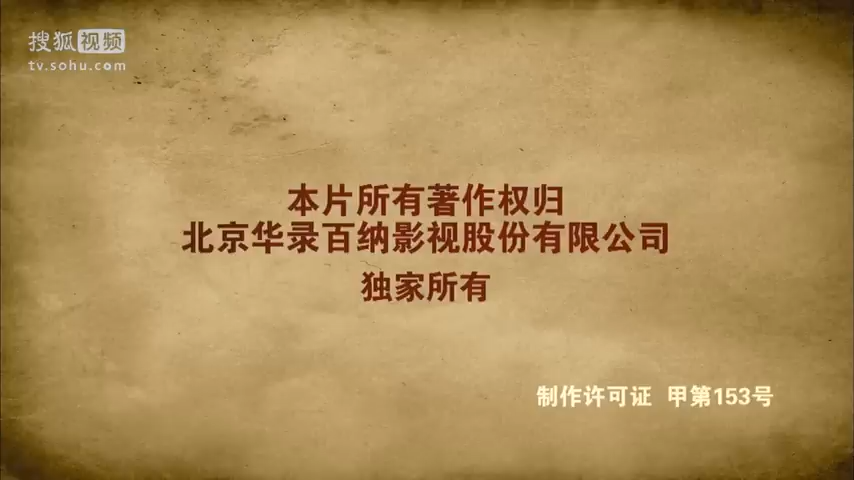 搜狐视频
tv.sohu.com
本片所有著作权归
北京华录百纳影视股份有限公司
独家所有
制作许可证 甲第153号